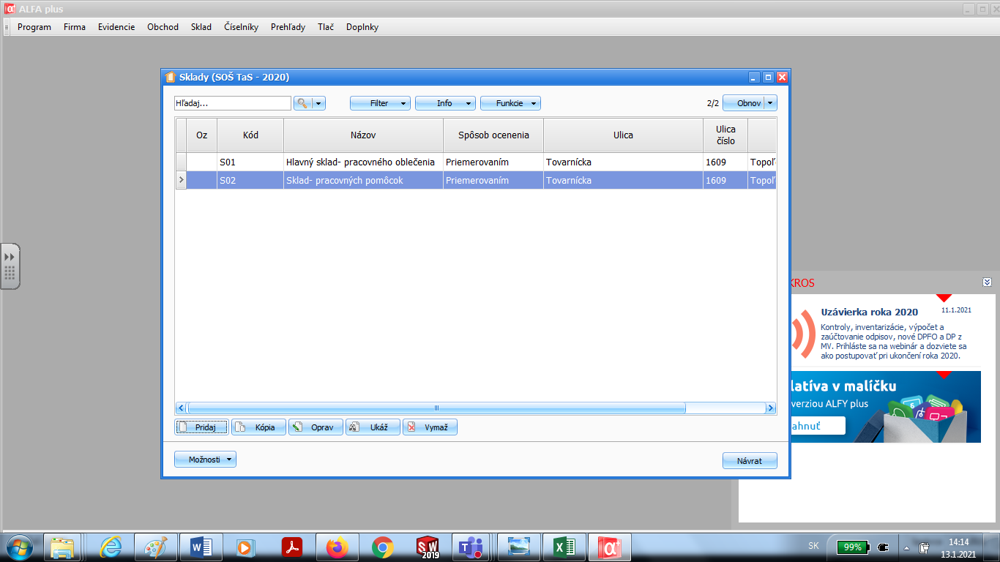 ALFA plus
Program Firma Evidencie Obchod Sklad Číselníky Prehľady Tlač Doplnky
Sklady (SOŠ TaS - 2020)
Hľadaj... Filter Info Funkcie 2/2 Obnov
Oz Kód Názov Spôsob ocenenia Ulica Ulica číslo
S01 Hlavný sklad- pracovného oblečenia Priemerovaním Tovarnícka 1609 Topoľ
S02 Sklad- pracovných pomôcok Priemerovaním Tovarnícka 1609 Topoľ
Pridaj Kópia Oprav Ukáž Vymaž
Možnosti Návrat
KROS
Uzávierka roka 2020 11.1.2021
Kontroly, inventarizácie, výpočet a
zaúčtovanie odpisov, nové DPFO a DP z
MV. Prihláste sa na webinár a dozviete sa
ako postupovať pri ukončení roka 2020.
latíva v malíčku
verziou ALFY plus
ahnuť
SW 2019
SK 99% 14:14
13.1.2021